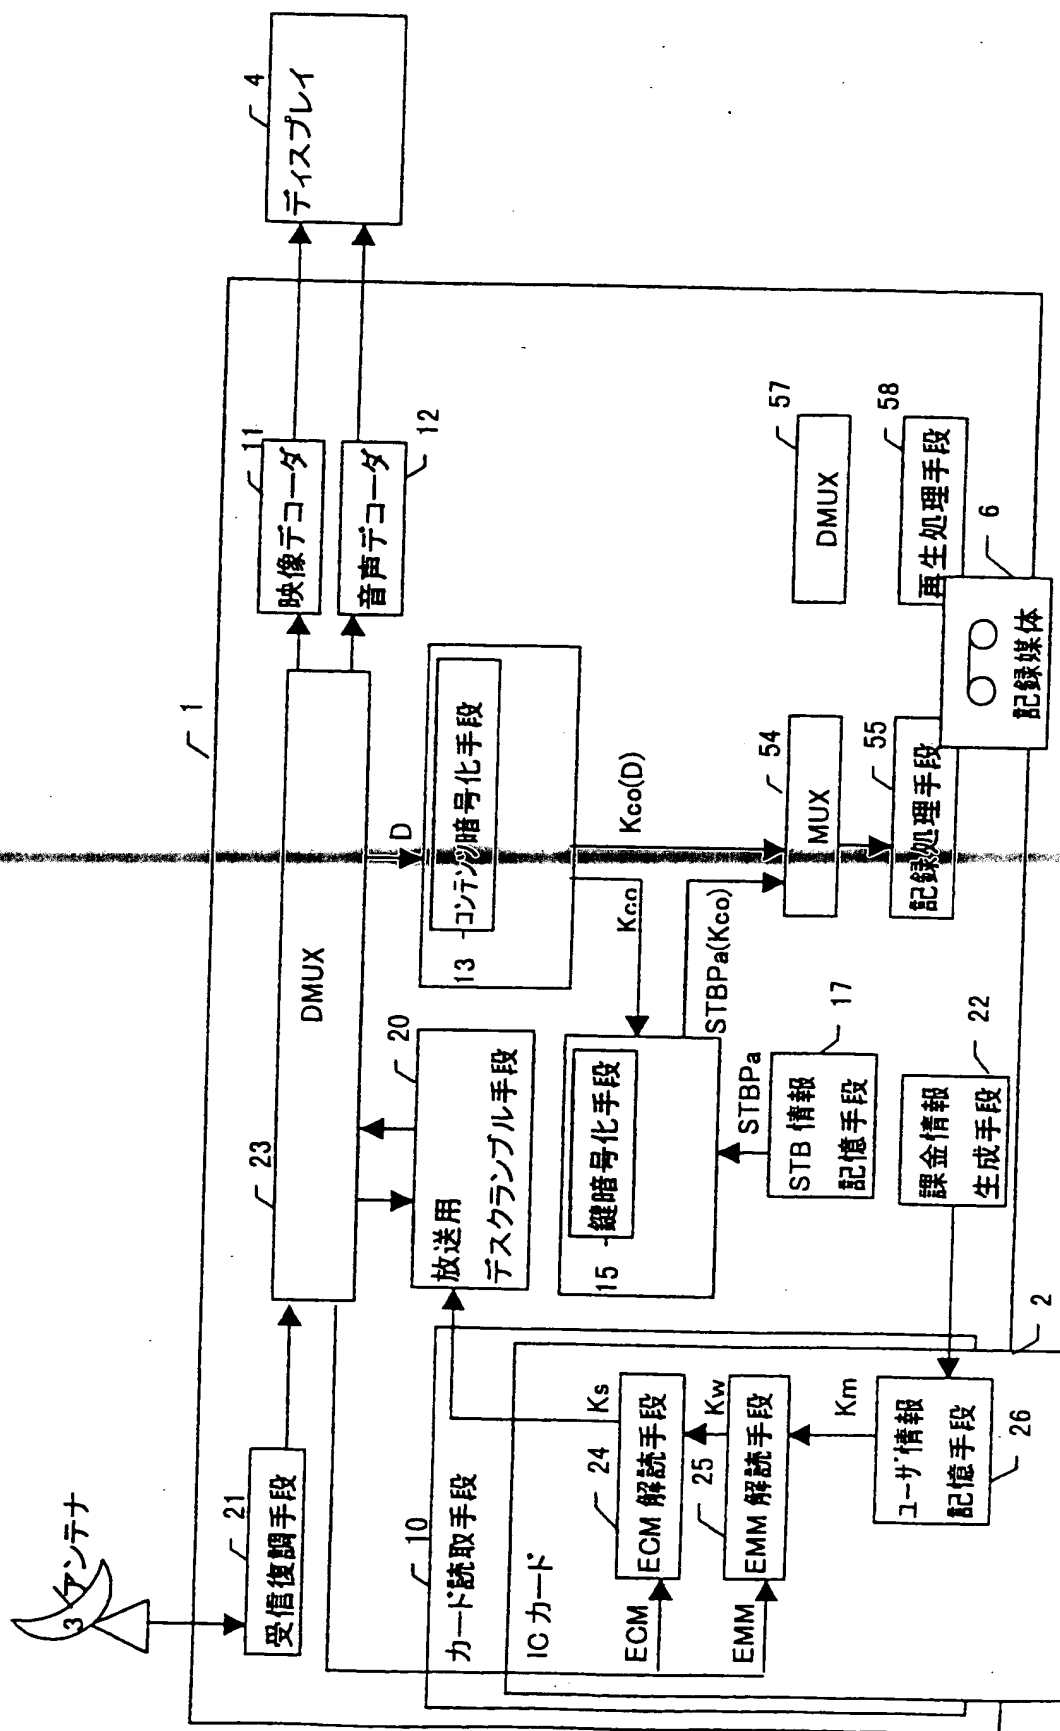 アンテナ
3
21
受信復調手段
1
23
DMUX
11
映像デコーダ
12
音声デコーダ
4
ディスプレイ
10
カード読取手段
20
放送用
デスクランブル手段
D
13
コンテンツ暗号化手段
Kco
Kco(D)
15
鍵暗号化手段
STBPa(Kco)
STBPa
17
STB 情報
記憶手段
54
MUX
55
記録処理手段
57
DMUX
58
再生処理手段
6
記録媒体
22
課金情報
生成手段
2
IC カード
Ks
24
ECM 解読手段
ECM
Kw
25
EMM 解読手段
EMM
Km
ユーザ情報
記憶手段
26